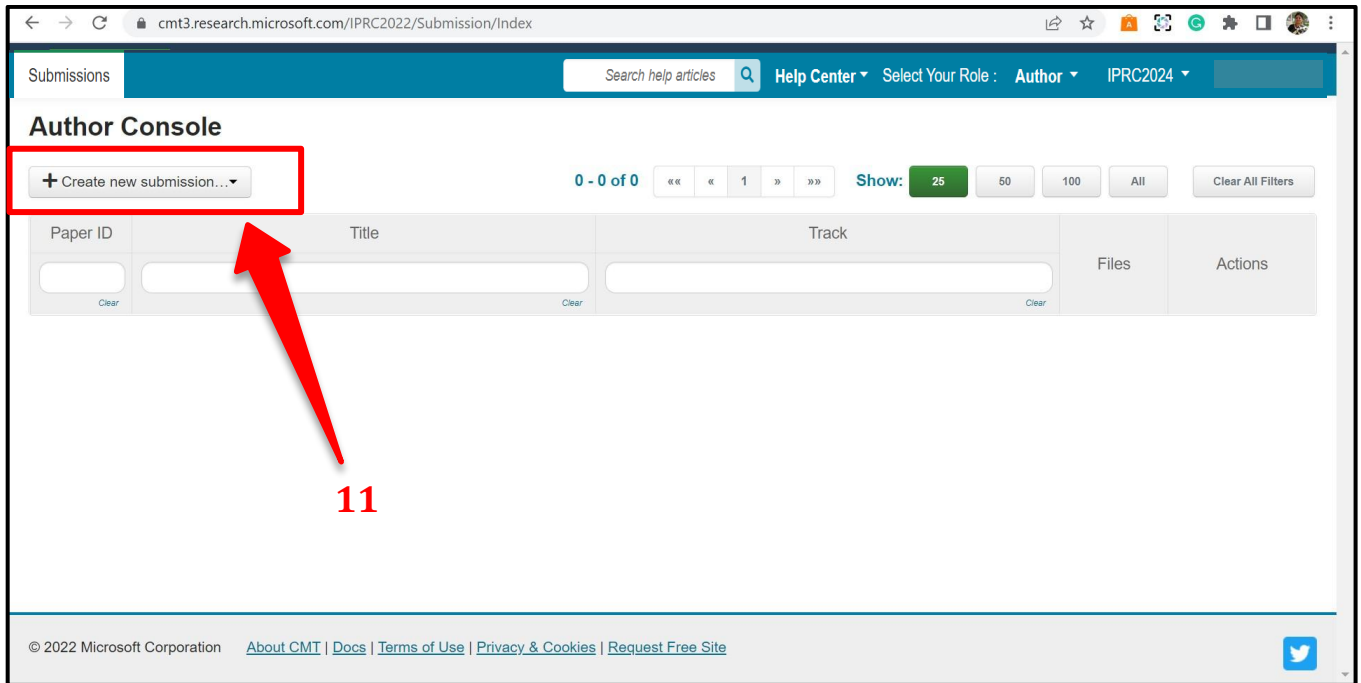 cmt3.research.microsoft.com/IPRC2022/Submission/Index
Submissions
Search help articles
Help Center
Select Your Role :
Author
IPRC2024
Author Console
+ Create new submission...
0 - 0 of 0
««
«
1
»
»»
Show:
25
50
100
All
Clear All Filters
Paper ID
Title
Track
Files
Actions
Clear
Clear
Clear
11
© 2022 Microsoft Corporation
About CMT | Docs | Terms of Use | Privacy & Cookies | Request Free Site